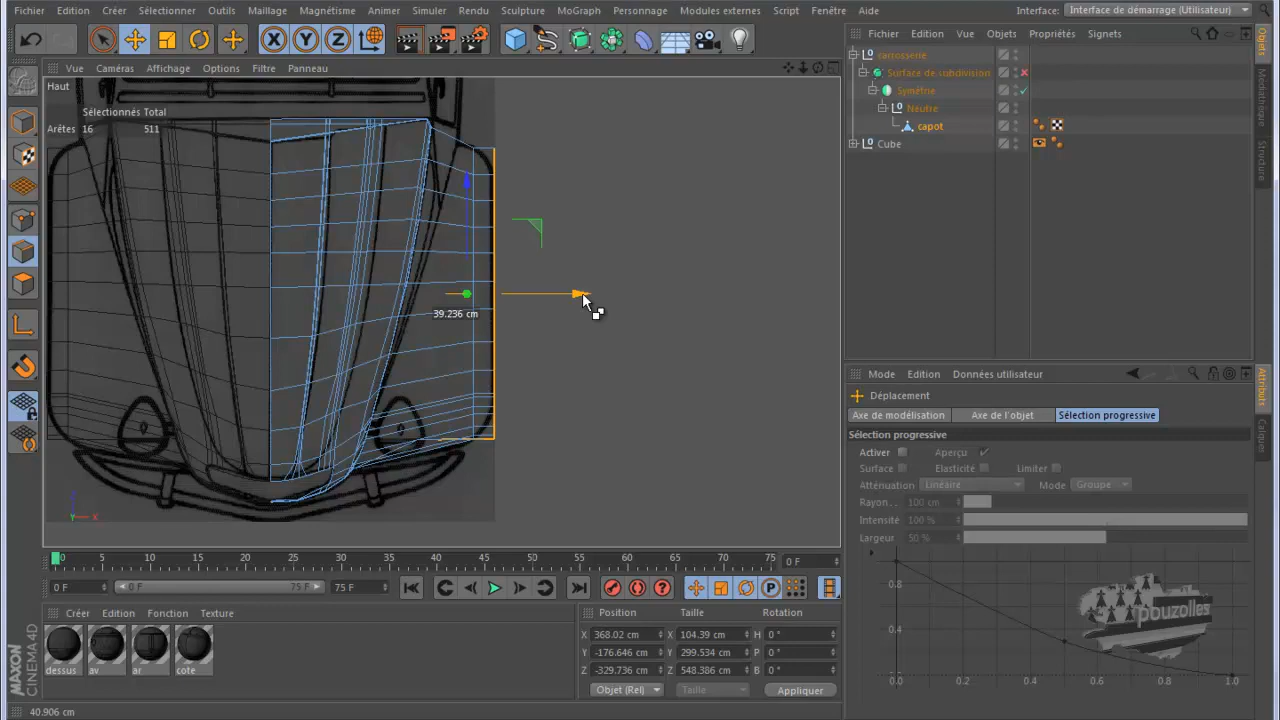 Fichier Edition Créer Sélectionner Outils Maillage Magnétisme Animer Simuler Rendu Sculpture MoGraph Personnage Modules externes Script Fenêtre Aide Interface: Interface de démarrage (Utilisateur)
X Y Z
Fichier Edition Vue Objets Propriétés Signets
Objets
Médiathèque
Structure
carrosserie
Surface de subdivision
Symétrie
Neutre
capot
Cube
Vue Caméras Affichage Options Filtre Panneau
Haut
Sélectionnés Total
Arêtes 16 511
39.236 cm
Y X
Mode Edition Données utilisateur
Attributs
Calques
Déplacement
Axe de modélisation Axe de l'objet Sélection progressive
Sélection progressive
Activer Aperçu
Surface Elasticité Limiter
Atténuation Linéaire Mode Groupe
Rayon . . 100 cm
Intensité 100 %
Largeur 50 %
0.8
0.4
0.0 0.2 0.4 0.6 0.8 1.0
pouzolles
0 5 10 15 20 25 30 35 40 45 50 55 60 65 70 75 0 F
0 F 0 F 75 F 75 F
P
Créer Edition Fonction Texture
dessus av ar cote
Position Taille Rotation
X 368.02 cm X 104.39 cm H 0 °
Y -176.646 cm Y 299.534 cm P 0 °
Z -329.736 cm Z 548.386 cm B 0 °
Objet (Rel) Taille Appliquer
MAXON
CINEMA 4D
40.906 cm